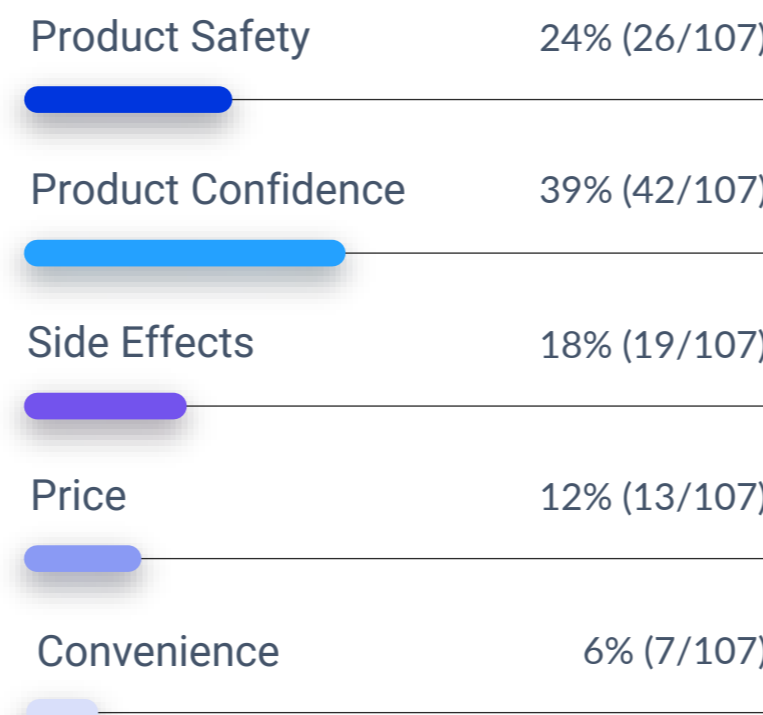 Product Safety 24% (26/107)
Product Confidence 39% (42/107)
Side Effects 18% (19/107)
Price 12% (13/107)
Convenience 6% (7/107)